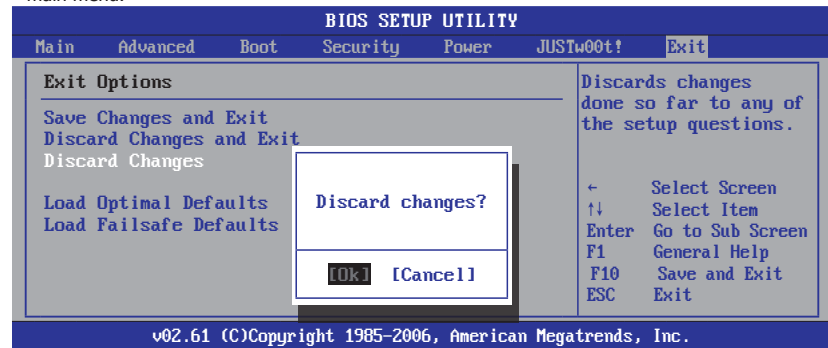 main menu.
BIOS SETUP UTILITY
Main Advanced Boot Security Power JUSTw00t! Exit
Exit Options
Save Changes and Exit
Discard Changes and Exit
Discard Changes
Load Optimal Defaults
Load Failsafe Defaults
Discard changes?
[Ok] [Cancel]
Discards changes
done so far to any of
the setup questions.
← Select Screen
↑↓ Select Item
Enter Go to Sub Screen
F1 General Help
F10 Save and Exit
ESC Exit
v02.61 (C)Copyright 1985-2006, American Megatrends, Inc.